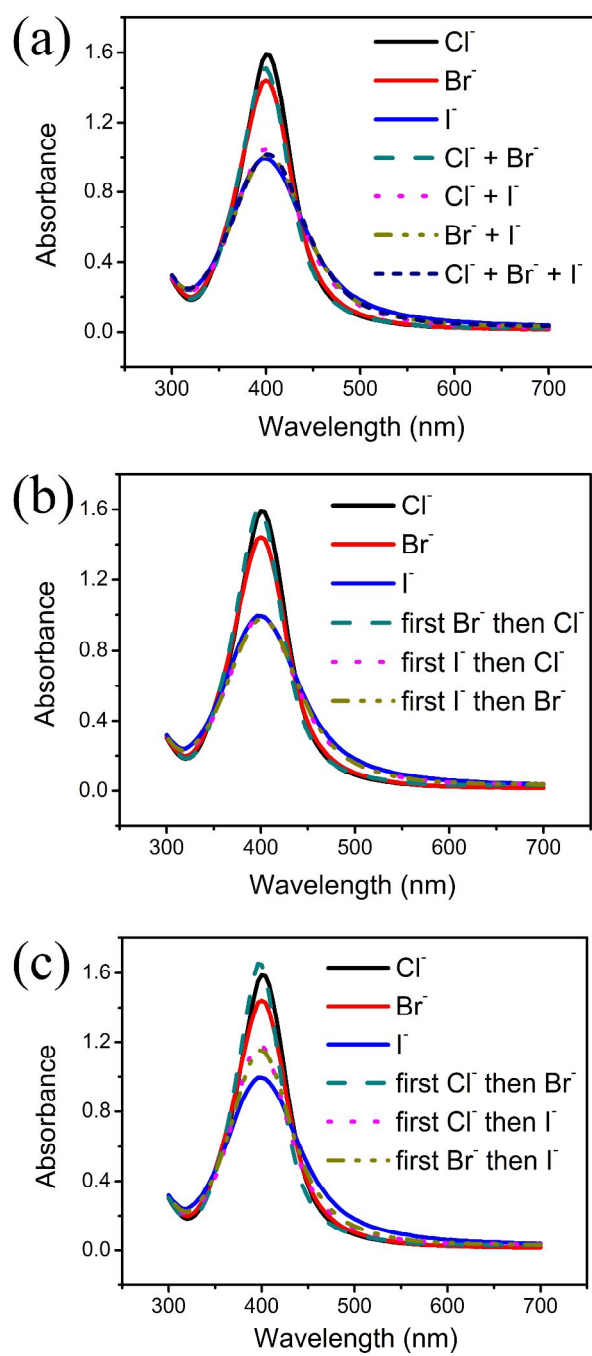 (a)
Absorbance
1.6
1.2
0.8
0.4
0.0
Cl⁻
Br⁻
I⁻
Cl⁻ + Br⁻
Cl⁻ + I⁻
Br⁻ + I⁻
Cl⁻ + Br⁻ + I⁻
300 400 500 600 700
Wavelength (nm)
(b)
Absorbance
1.6
1.2
0.8
0.4
0.0
Cl⁻
Br⁻
I⁻
first Br⁻ then Cl⁻
first I⁻ then Cl⁻
first I⁻ then Br⁻
300 400 500 600 700
Wavelength (nm)
(c)
Absorbance
1.6
1.2
0.8
0.4
0.0
Cl⁻
Br⁻
I⁻
first Cl⁻ then Br⁻
first Cl⁻ then I⁻
first Br⁻ then I⁻
300 400 500 600 700
Wavelength (nm)